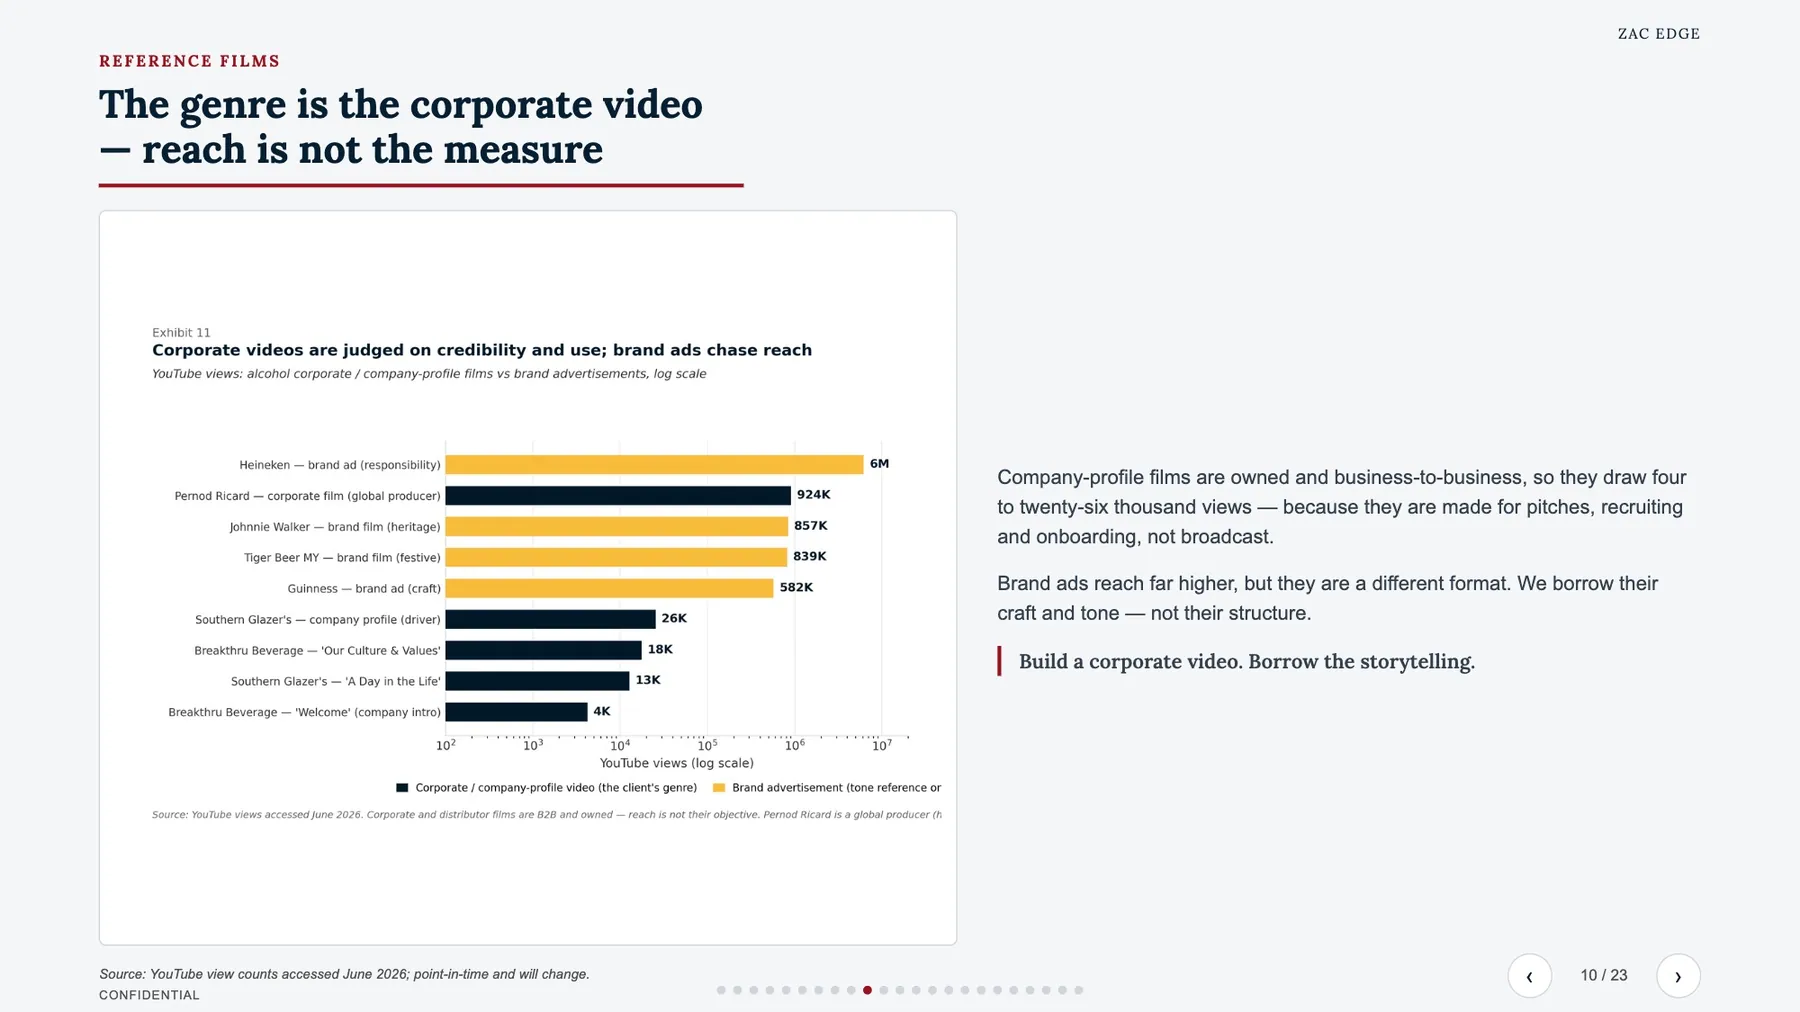 ZAC EDGE
REFERENCE FILMS
The genre is the corporate video
— reach is not the measure
Exhibit 11
Corporate videos are judged on credibility and use; brand ads chase reach
YouTube views: alcohol corporate / company-profile films vs brand advertisements, log scale
Heineken — brand ad (responsibility) 6M
Pernod Ricard — corporate film (global producer) 924K
Johnnie Walker — brand film (heritage) 857K
Tiger Beer MY — brand film (festive) 839K
Guinness — brand ad (craft) 582K
Southern Glazer's — company profile (driver) 26K
Breakthru Beverage — 'Our Culture & Values' 18K
Southern Glazer's — 'A Day in the Life' 13K
Breakthru Beverage — 'Welcome' (company intro) 4K
10² 10³ 10⁴ 10⁵ 10⁶ 10⁷
YouTube views (log scale)
Corporate / company-profile video (the client's genre) Brand advertisement (tone reference or
Source: YouTube views accessed June 2026. Corporate and distributor films are B2B and owned — reach is not their objective. Pernod Ricard is a global producer (h
Company-profile films are owned and business-to-business, so they draw four
to twenty-six thousand views — because they are made for pitches, recruiting
and onboarding, not broadcast.
Brand ads reach far higher, but they are a different format. We borrow their
craft and tone — not their structure.
Build a corporate video. Borrow the storytelling.
Source: YouTube view counts accessed June 2026; point-in-time and will change.
CONFIDENTIAL
‹ 10 / 23 ›